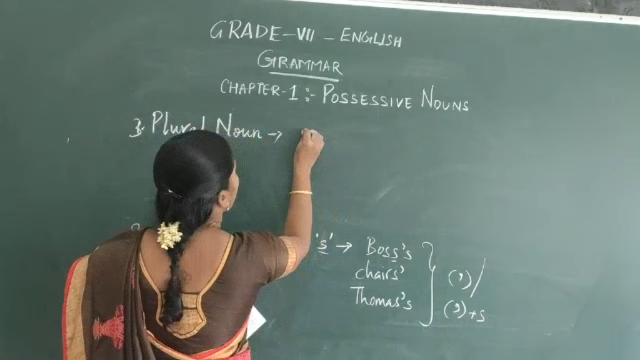 GRADE-VII-ENGLISH
GRAMMAR
CHAPTER-1:- POSSESSIVE NOUNS
3. Plural Noun →
's' → Boss's
chairs'
Thomas's
(')/
(')+s